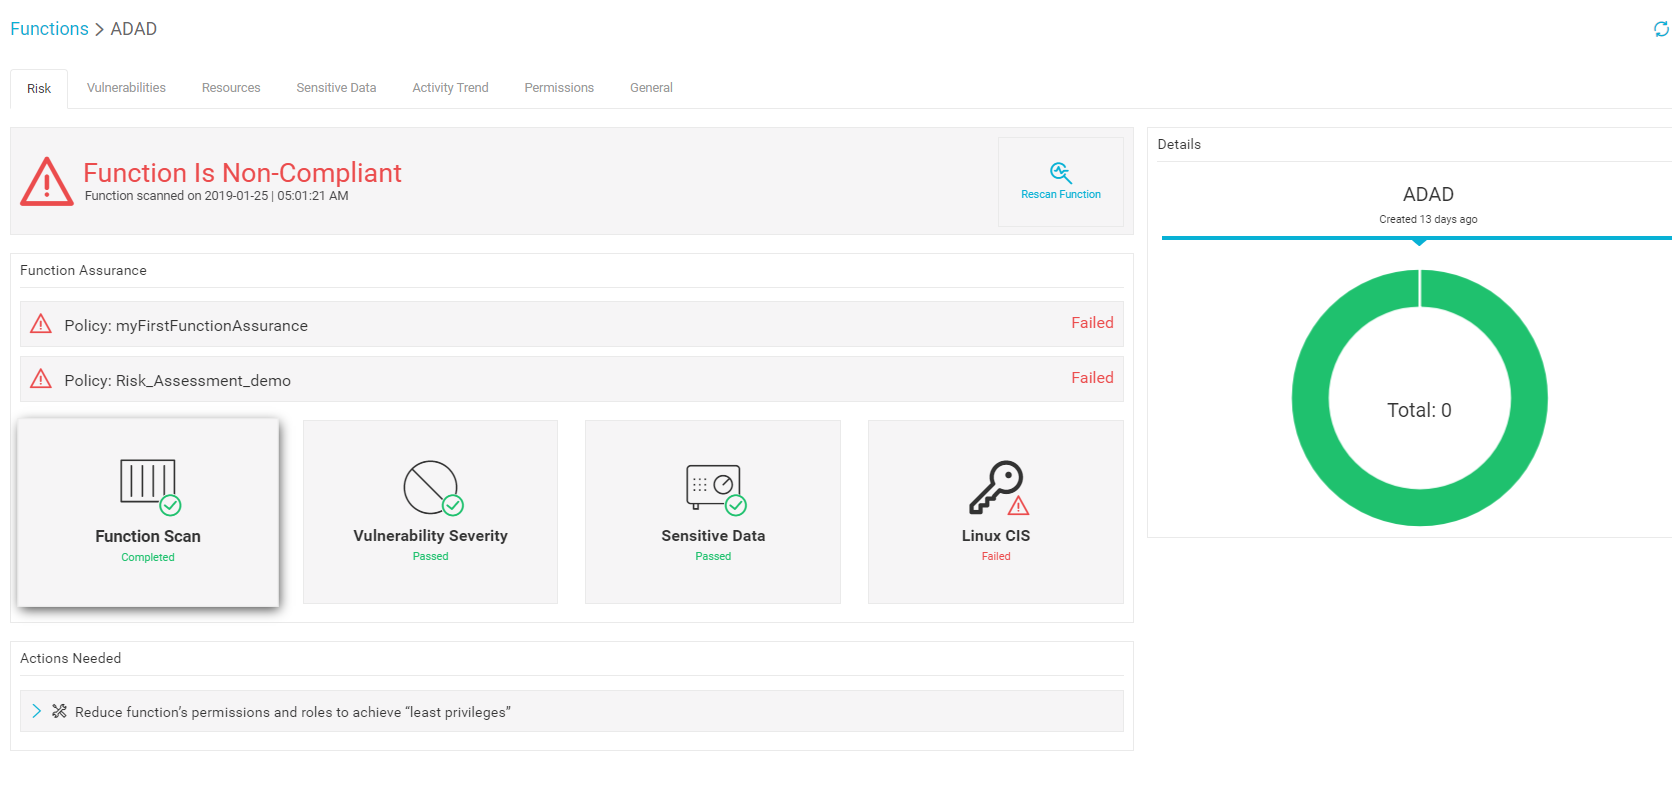 Functions > ADAD
Risk
Vulnerabilities
Resources
Sensitive Data
Activity Trend
Permissions
General
Function Is Non-Compliant
Function scanned on 2019-01-25 | 05:01:21 AM
Rescan Function
Function Assurance
Policy: myFirstFunctionAssurance
Failed
Policy: Risk_Assessment_demo
Failed
Function Scan
Completed
Vulnerability Severity
Passed
Sensitive Data
Passed
Linux CIS
Failed
Actions Needed
Reduce function’s permissions and roles to achieve “least privileges”
Details
ADAD
Created 13 days ago
Total: 0